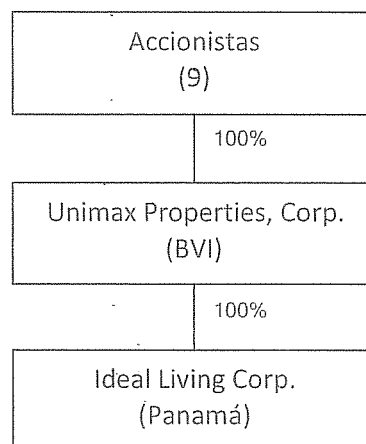 Accionistas
(9)
100%
Unimax Properties, Corp.
(BVI)
100%
Ideal Living Corp.
(Panamá)